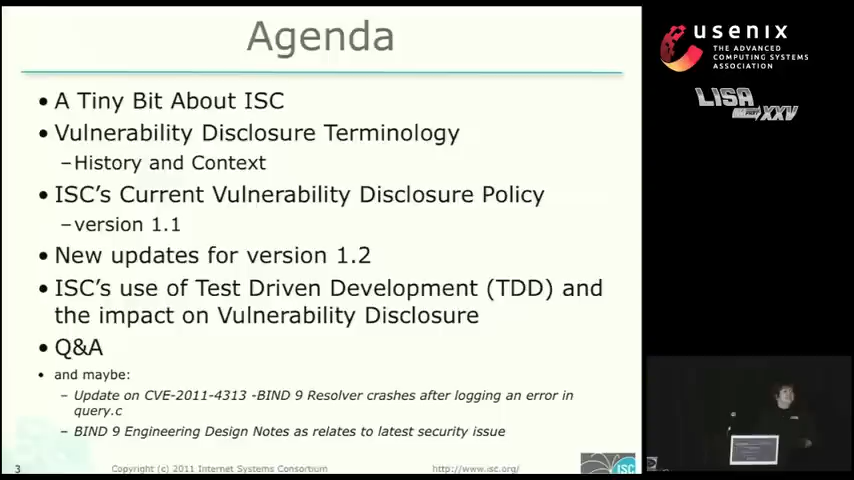 Agenda
• A Tiny Bit About ISC
• Vulnerability Disclosure Terminology
–History and Context
• ISC's Current Vulnerability Disclosure Policy
–version 1.1
• New updates for version 1.2
• ISC's use of Test Driven Development (TDD) and
the impact on Vulnerability Disclosure
• Q&A
• and maybe:
– Update on CVE-2011-4313 -BIND 9 Resolver crashes after logging an error in
query.c
– BIND 9 Engineering Design Notes as relates to latest security issue
3 Copyright (c) 2011 Internet Systems Consortium http://www.isc.org/ ISC
usenix
THE ADVANCED
COMPUTING SYSTEMS
ASSOCIATION
LISA
XXV